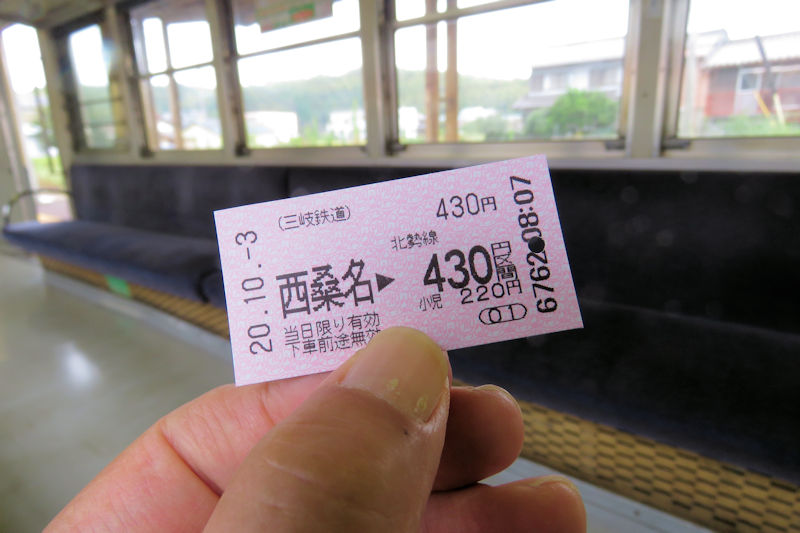 (三岐鉄道) 430円
北勢線
西桑名▶430円区間
小児 220円
当日限り有効
下車前途無効
20.10.-3
08:07